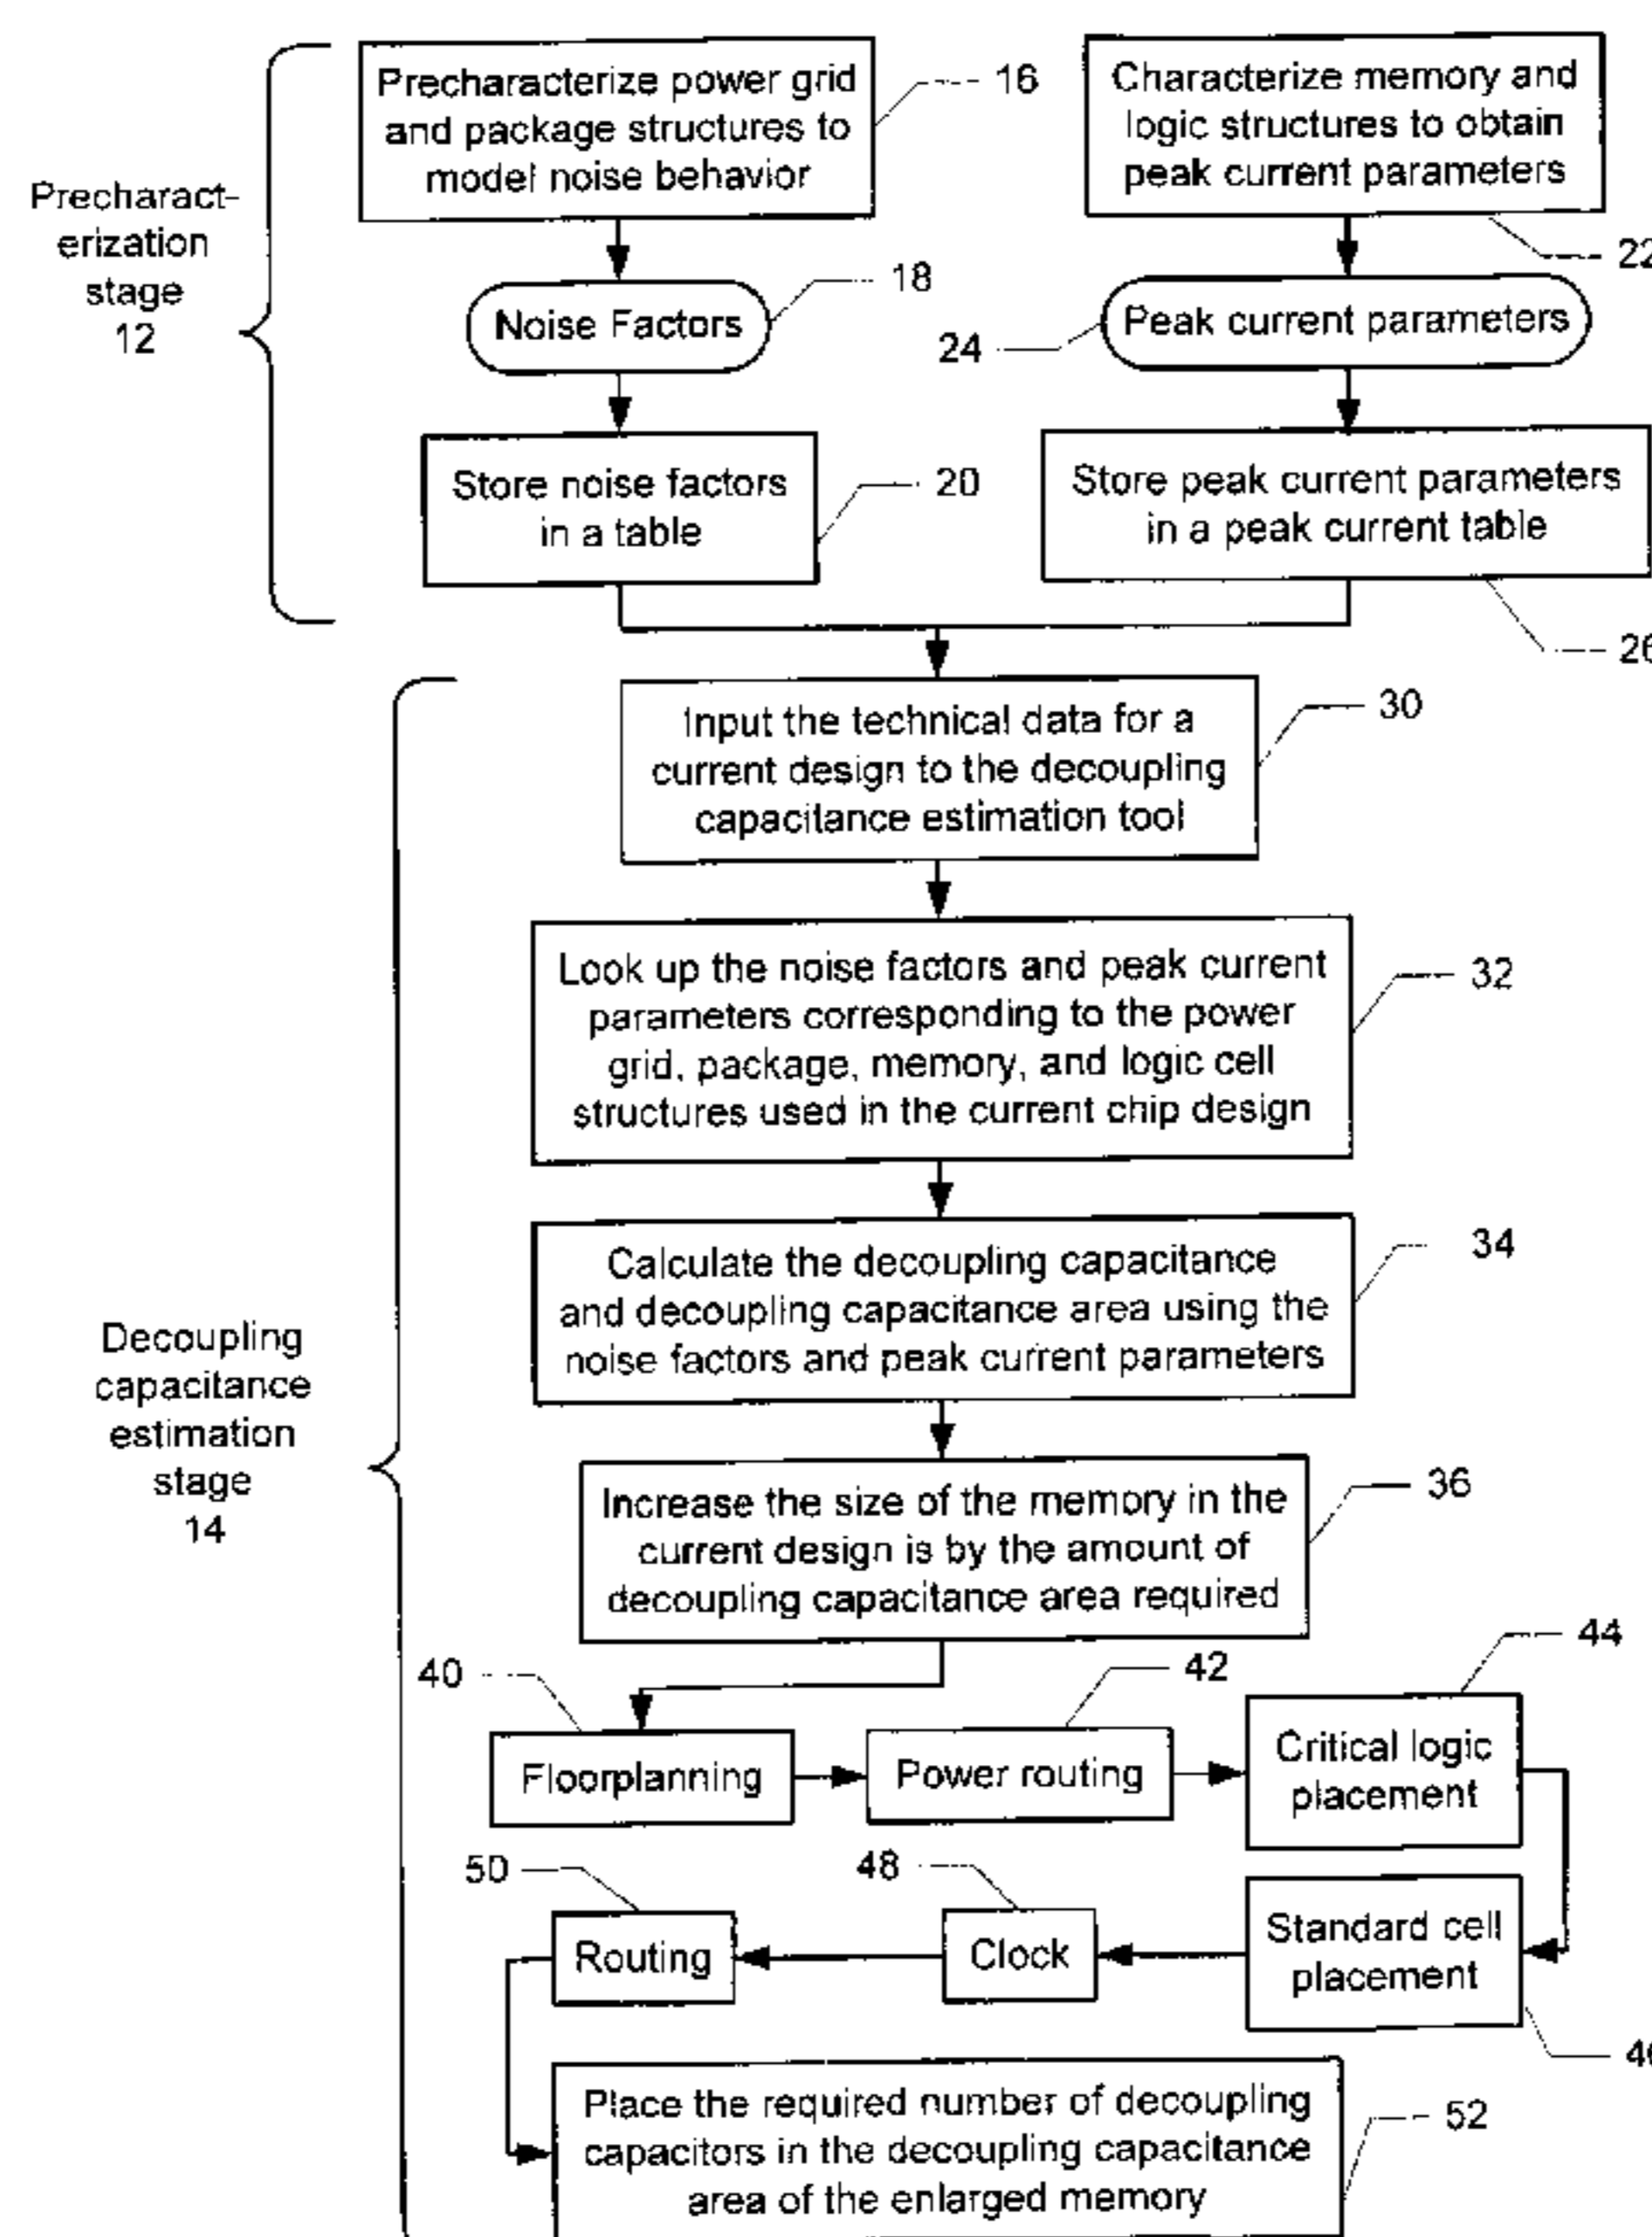 Precharacterize power grid
and package structures to
model noise behavior
16
Characterize memory and
logic structures to obtain
peak current parameters
22
Precharact-
erization
stage
12
Noise Factors
18
24
Peak current parameters
Store noise factors
in a table
20
Store peak current parameters
in a peak current table
26
Input the technical data for a
current design to the decoupling
capacitance estimation tool
30
Look up the noise factors and peak current
parameters corresponding to the power
grid, package, memory, and logic cell
structures used in the current chip design
32
Calculate the decoupling capacitance
and decoupling capacitance area using the
noise factors and peak current parameters
34
Decoupling
capacitance
estimation
stage
14
Increase the size of the memory in the
current design is by the amount of
decoupling capacitance area required
36
40
42
44
Floorplanning
Power routing
Critical logic
placement
50
48
Routing
Clock
Standard cell
placement
Place the required number of decoupling
capacitors in the decoupling capacitance
area of the enlarged memory
52